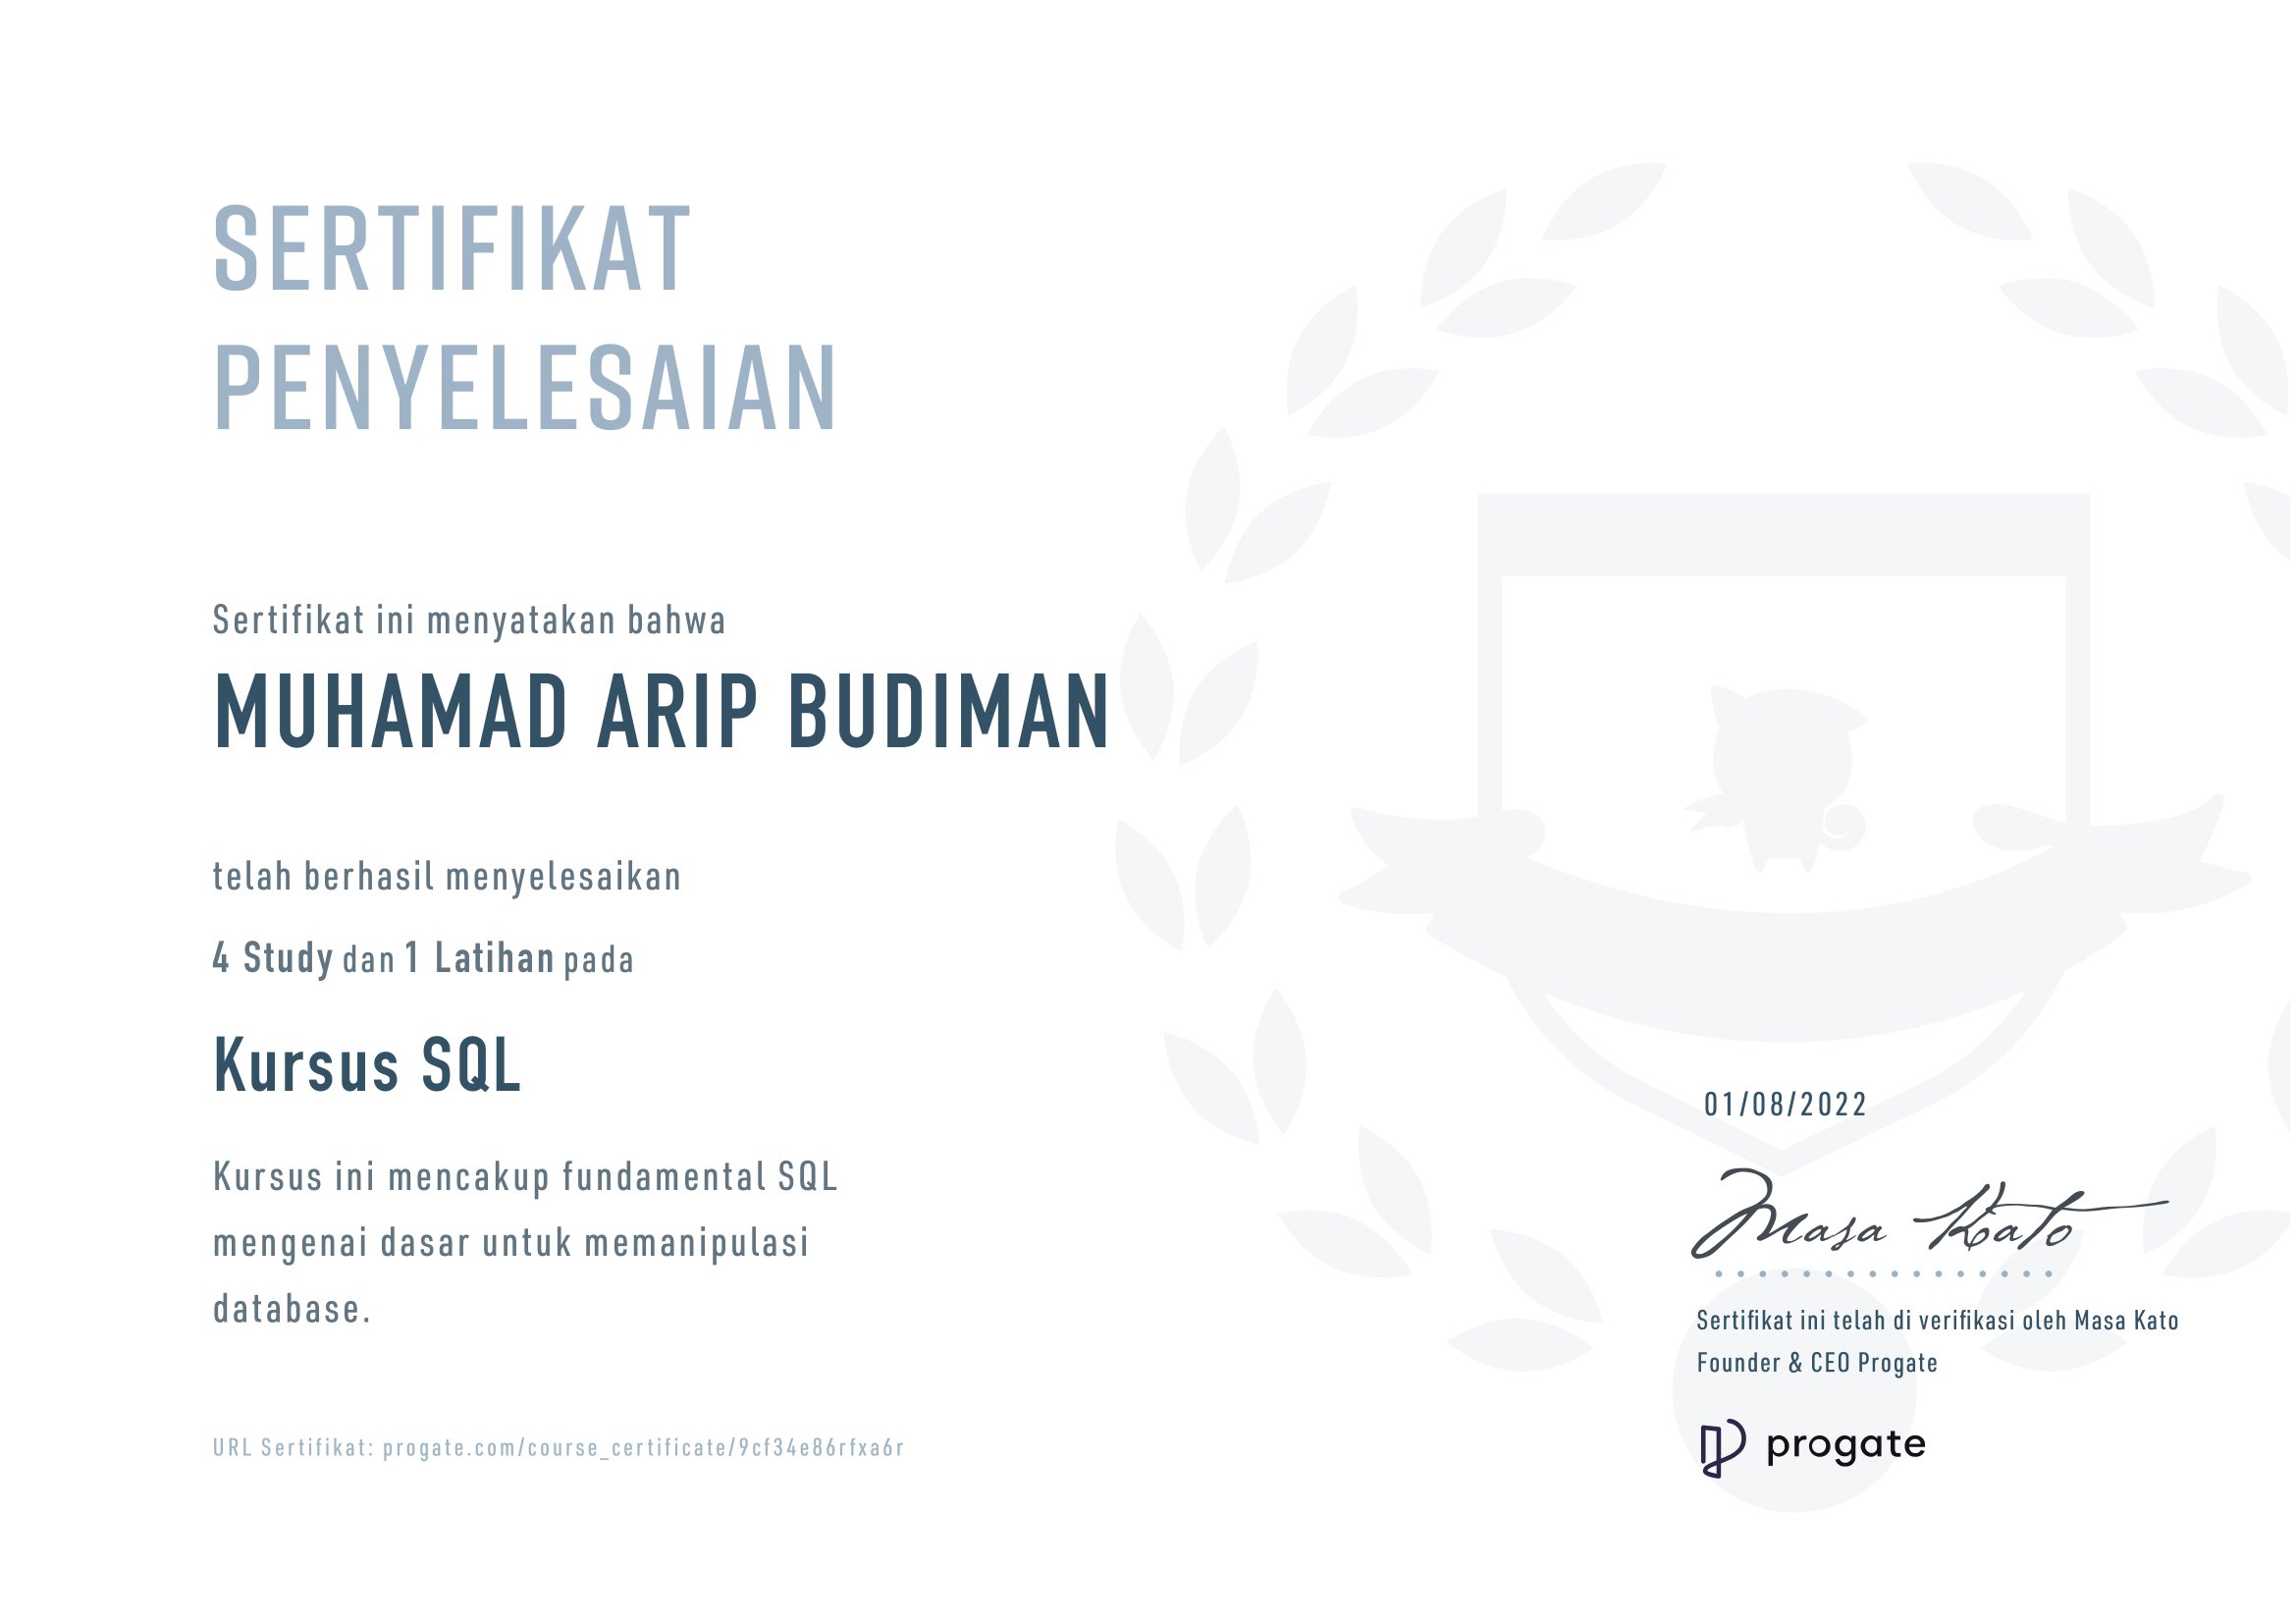 SERTIFIKAT
PENYELESAIAN
Sertifikat ini menyatakan bahwa
MUHAMAD ARIP BUDIMAN
telah berhasil menyelesaikan
4 Study dan 1 Latihan pada
Kursus SQL
Kursus ini mencakup fundamental SQL
mengenai dasar untuk memanipulasi
database.
URL Sertifikat: progate.com/course_certificate/9cf34e86rfxa6r
01/08/2022
Masa Kato
Sertifikat ini telah di verifikasi oleh Masa Kato
Founder & CEO Progate
progate